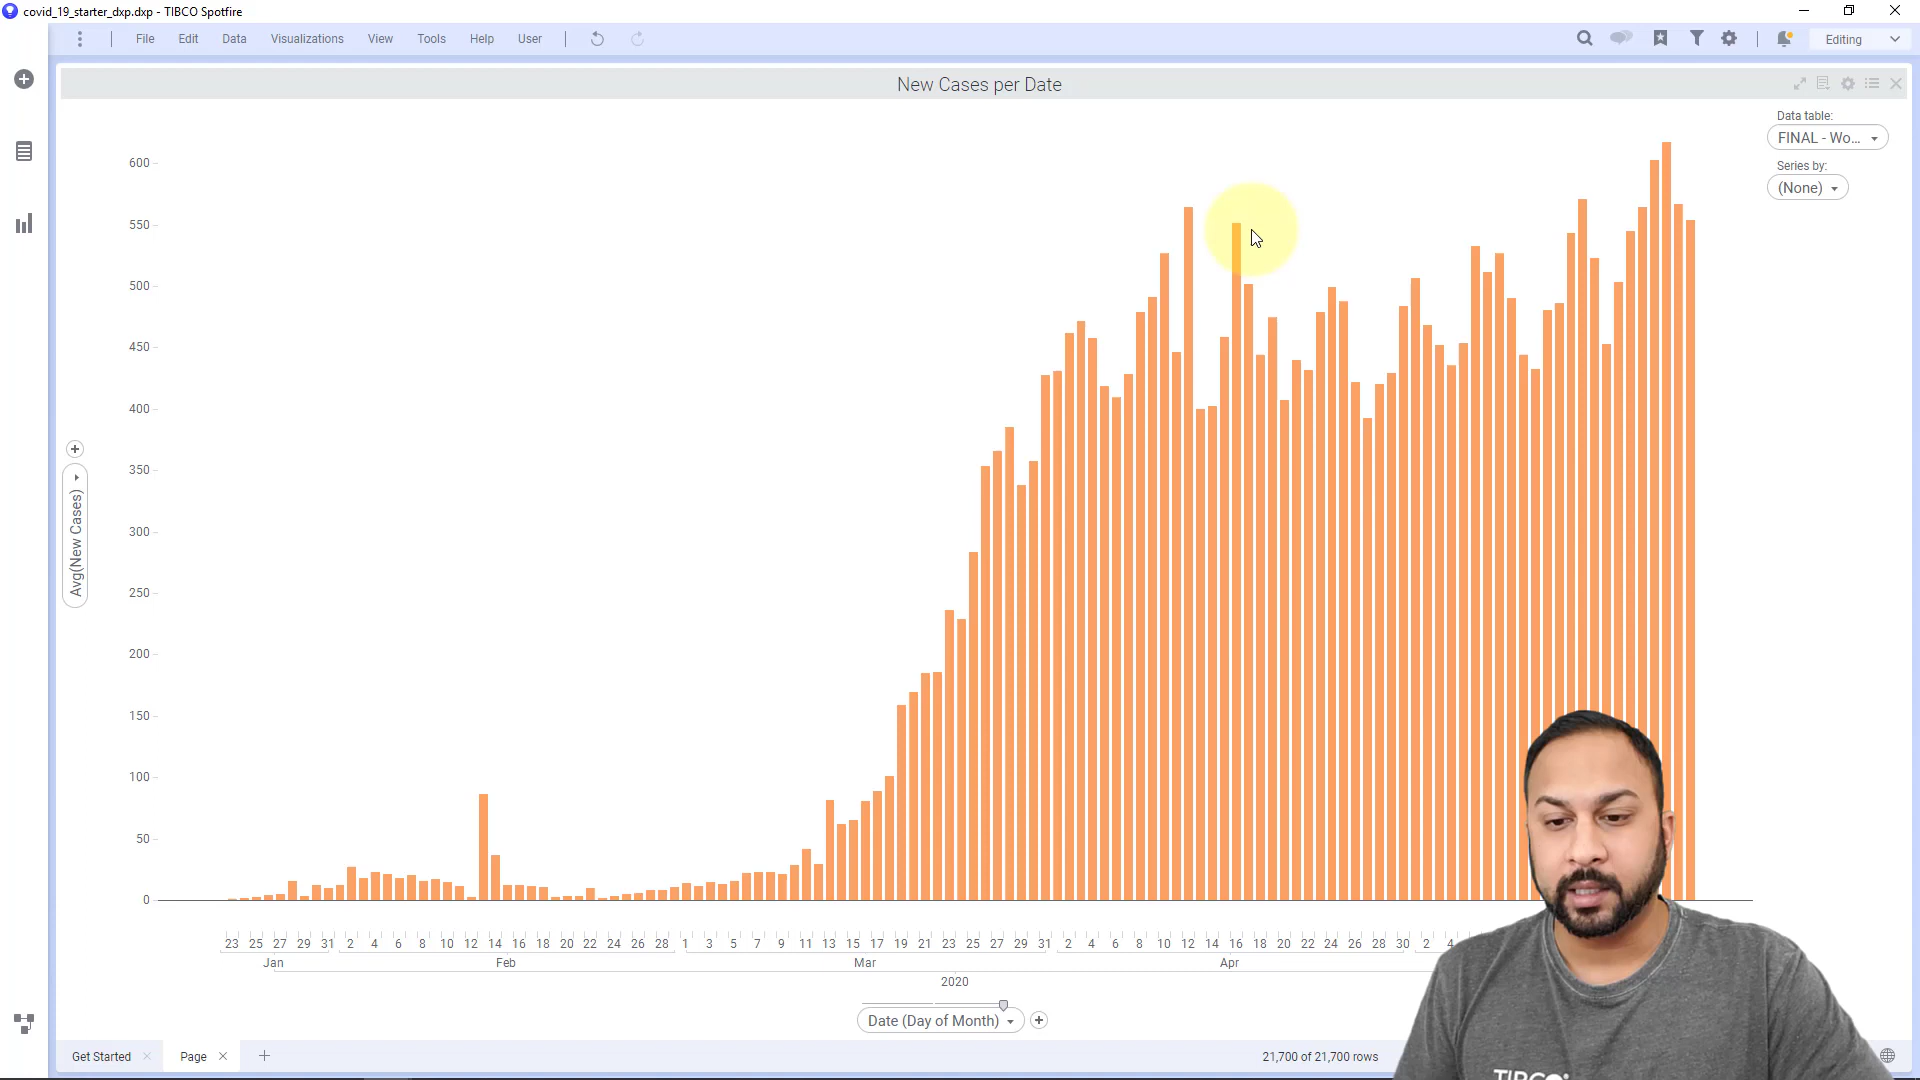 covid_19_starter_dxp.dxp - TIBCO Spotfire
File Edit Data Visualizations View Tools Help User Editing
New Cases per Date
Data table:
FINAL - Wo...
Series by:
(None)
600
550
500
450
400
350
300
250
200
150
100
50
0
Avg(New Cases)
23 25 27 29 31 2 4 6 8 10 12 14 16 18 20 22 24 26 28 1 3 5 7 9 11 13 15 17 19 21 23 25 27 29 31 2 4 6 8 10 12 14 16 18 20 22 24 26 28 30 2 4
Jan Feb Mar Apr
2020
Date (Day of Month)
Get Started Page 21,700 of 21,700 rows